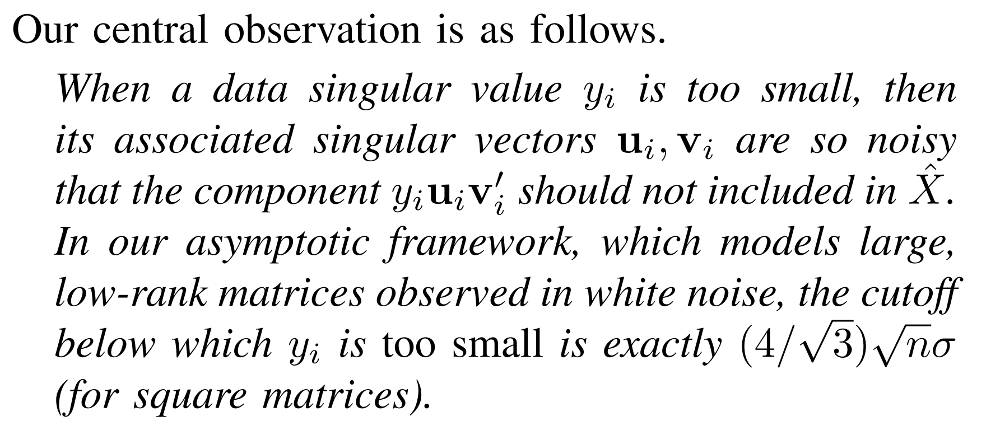 Our central observation is as follows.
When a data singular value $y_i$ is too small, then
its associated singular vectors $\mathbf{u}_i, \mathbf{v}_i$ are so noisy
that the component $y_i \mathbf{u}_i \mathbf{v}_i'$ should not included in $\hat{X}$.
In our asymptotic framework, which models large,
low-rank matrices observed in white noise, the cutoff
below which $y_i$ is too small is exactly $(4/\sqrt{3})\sqrt{n}\sigma$
(for square matrices).